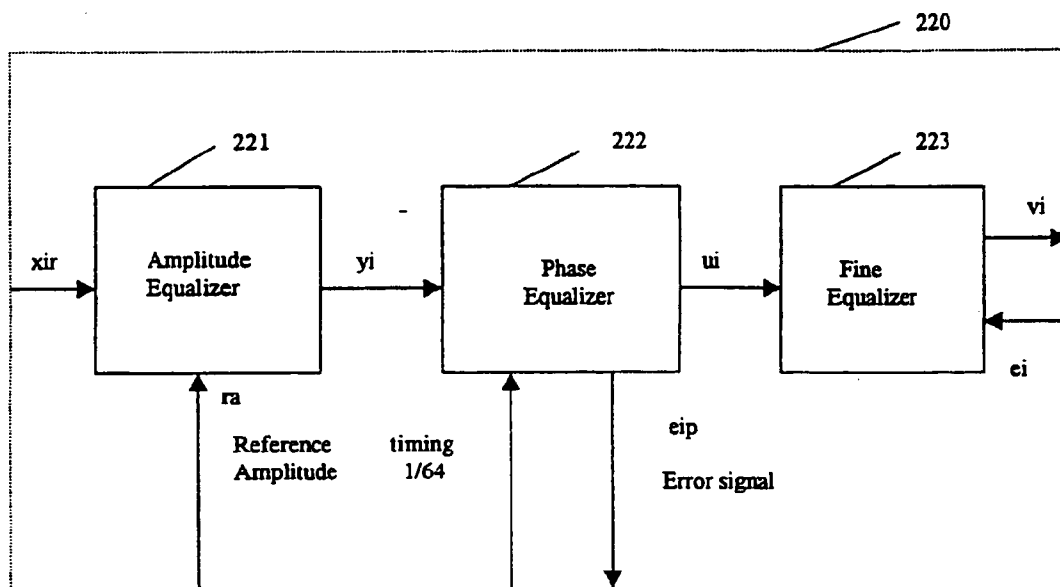 220
221
222
223
xir
Amplitude
Equalizer
yi
Phase
Equalizer
ui
Fine
Equalizer
vi
ei
ra
Reference
Amplitude
timing
1/64
eip
Error signal